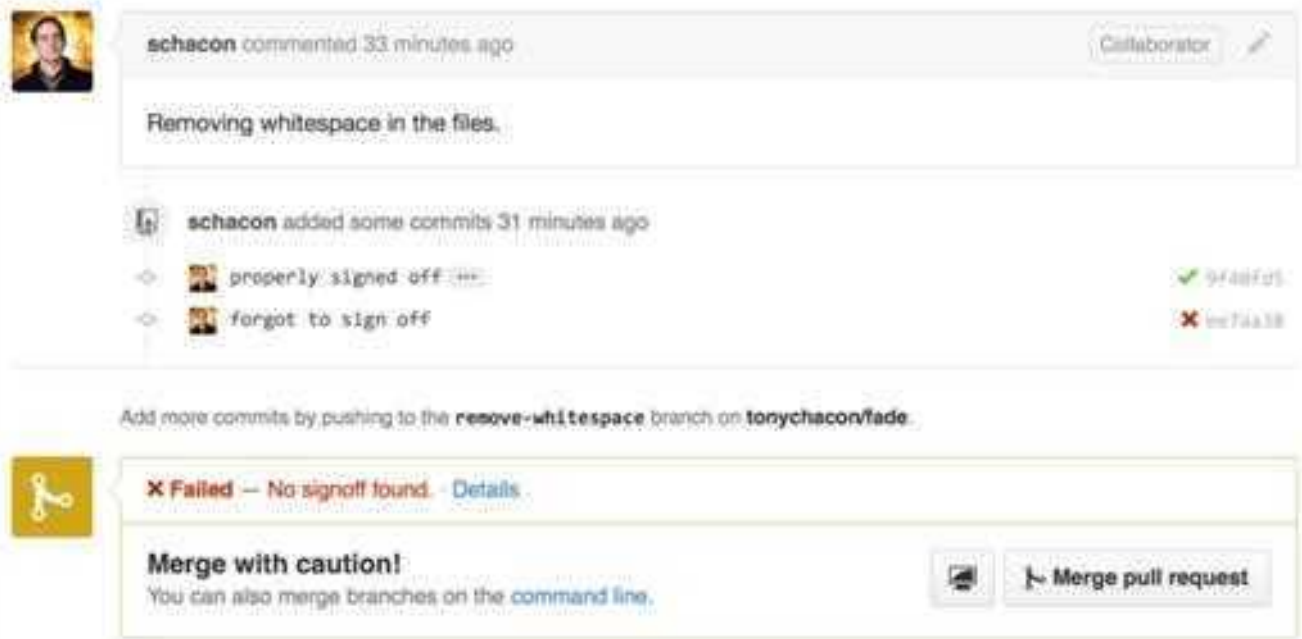 schacon commented 33 minutes ago
Collaborator
Removing whitespace in the files.
schacon added some commits 31 minutes ago
properly signed off
forgot to sign off
Add more commits by pushing to the remove-whitespace branch on tonychacon/fade.
Failed — No signoff found. · Details
Merge with caution!
You can also merge branches on the command line.
Merge pull request